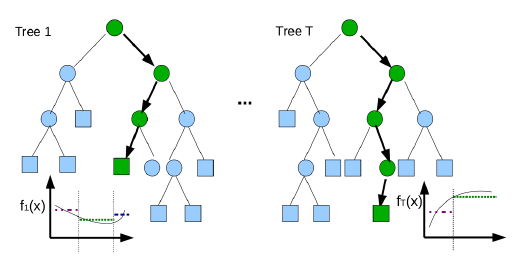 Tree 1
Tree T
...
f1(x)
fT(x)